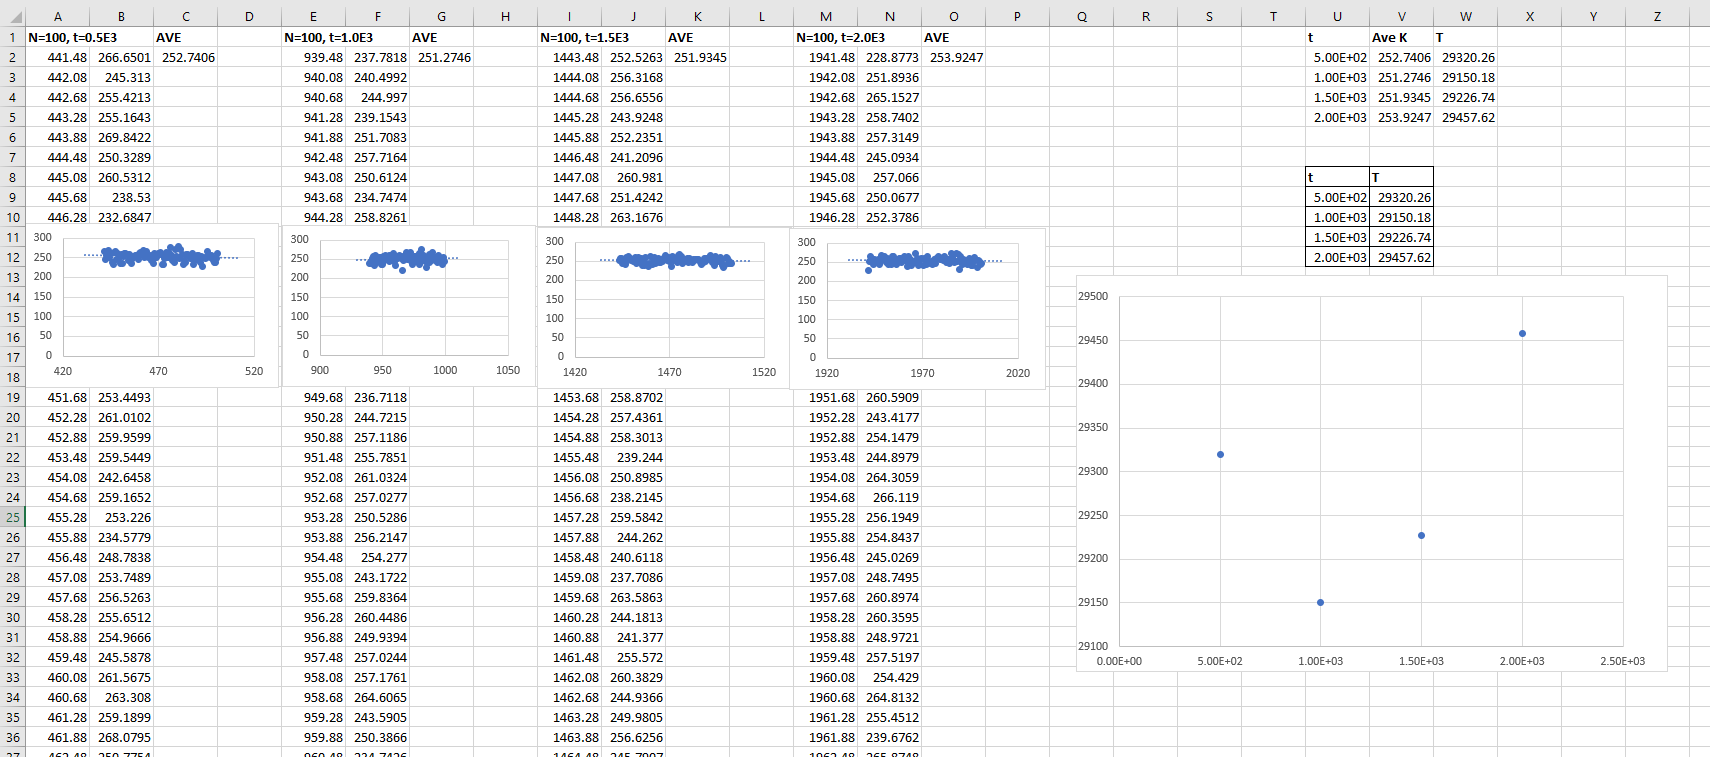 A B C D E F G H I J K L M N O P Q R S T U V W X Y Z
1 N=100, t=0.5E3 AVE N=100, t=1.0E3 AVE N=100, t=1.5E3 AVE N=100, t=2.0E3 AVE t Ave K T
2 441.48 266.6501 252.7406 939.48 237.7818 251.2746 1443.48 252.5263 251.9345 1941.48 228.8773 253.9247 5.00E+02 252.7406 29320.26
3 442.08 245.313 940.08 240.4992 1444.08 256.3168 1942.08 251.8936 1.00E+03 251.2746 29150.18
4 442.68 255.4213 940.68 244.997 1444.68 256.6556 1942.68 265.1527 1.50E+03 251.9345 29226.74
5 443.28 255.1643 941.28 239.1543 1445.28 243.9248 1943.28 258.7402 2.00E+03 253.9247 29457.62
6 443.88 269.8422 941.88 251.7083 1445.88 252.2351 1943.88 257.3149
7 444.48 250.3289 942.48 257.7164 1446.48 241.2096 1944.48 245.0934
8 445.08 260.5312 943.08 250.6124 1447.08 260.981 1945.08 257.066 t T
9 445.68 238.53 943.68 234.7474 1447.68 251.4242 1945.68 250.0677 5.00E+02 29320.26
10 446.28 232.6847 944.28 258.8261 1448.28 263.1676 1946.28 252.3786 1.00E+03 29150.18
11 1.50E+03 29226.74
12 2.00E+03 29457.62
13
14
15
16
17
18
300
250
200
150
100
50
0
420 470 520
300
250
200
150
100
50
0
900 950 1000 1050
300
250
200
150
100
50
0
1420 1470 1520
300
250
200
150
100
50
0
1920 1970 2020
29500
29450
29400
29350
29300
29250
29200
29150
29100
0.00E+00 5.00E+02 1.00E+03 1.50E+03 2.00E+03 2.50E+03
19 451.68 253.4493 949.68 236.7118 1453.68 258.8702 1951.68 260.5909
20 452.28 261.0102 950.28 244.7215 1454.28 257.4361 1952.28 243.4177
21 452.88 259.9599 950.88 257.1186 1454.88 258.3013 1952.88 254.1479
22 453.48 259.5449 951.48 255.7851 1455.48 239.244 1953.48 244.8979
23 454.08 242.6458 952.08 261.0324 1456.08 250.8985 1954.08 264.3059
24 454.68 259.1652 952.68 257.0277 1456.68 238.2145 1954.68 266.119
25 455.28 253.226 953.28 250.5286 1457.28 259.5842 1955.28 256.1949
26 455.88 234.5779 953.88 256.2147 1457.88 244.262 1955.88 254.8437
27 456.48 248.7838 954.48 254.277 1458.48 240.6118 1956.48 245.0269
28 457.08 253.7489 955.08 243.1722 1459.08 237.7086 1957.08 248.7495
29 457.68 256.5263 955.68 259.8364 1459.68 263.5863 1957.68 260.8974
30 458.28 255.6512 956.28 260.4486 1460.28 244.1813 1958.28 260.3595
31 458.88 254.9666 956.88 249.9394 1460.88 241.377 1958.88 248.9721
32 459.48 245.5878 957.48 257.0244 1461.48 255.572 1959.48 257.5197
33 460.08 261.5675 958.08 257.1761 1462.08 260.3829 1960.08 254.429
34 460.68 263.308 958.68 264.6065 1462.68 244.9366 1960.68 264.8132
35 461.28 259.1899 959.28 243.5905 1463.28 249.9805 1961.28 255.4512
36 461.88 268.0795 959.88 250.3866 1463.88 256.6256 1961.88 239.6762